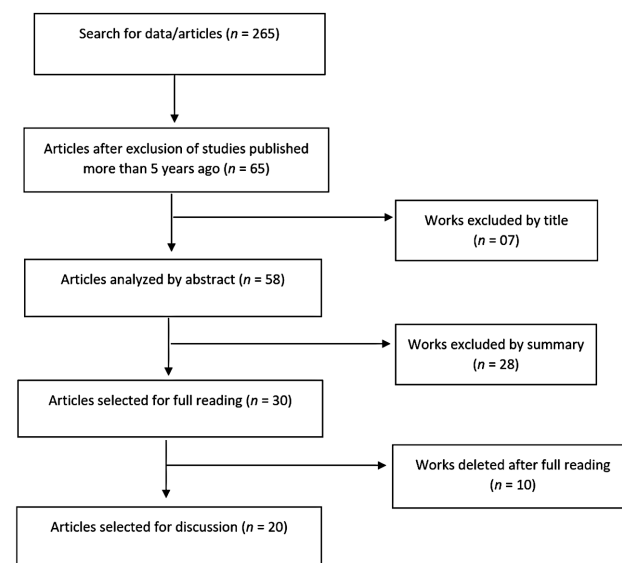 Search for data/articles (n = 265)
Articles after exclusion of studies published
more than 5 years ago (n = 65)
Works excluded by title
(n = 07)
Articles analyzed by abstract (n = 58)
Works excluded by summary
(n = 28)
Articles selected for full reading (n = 30)
Works deleted after full reading
(n = 10)
Articles selected for discussion (n = 20)